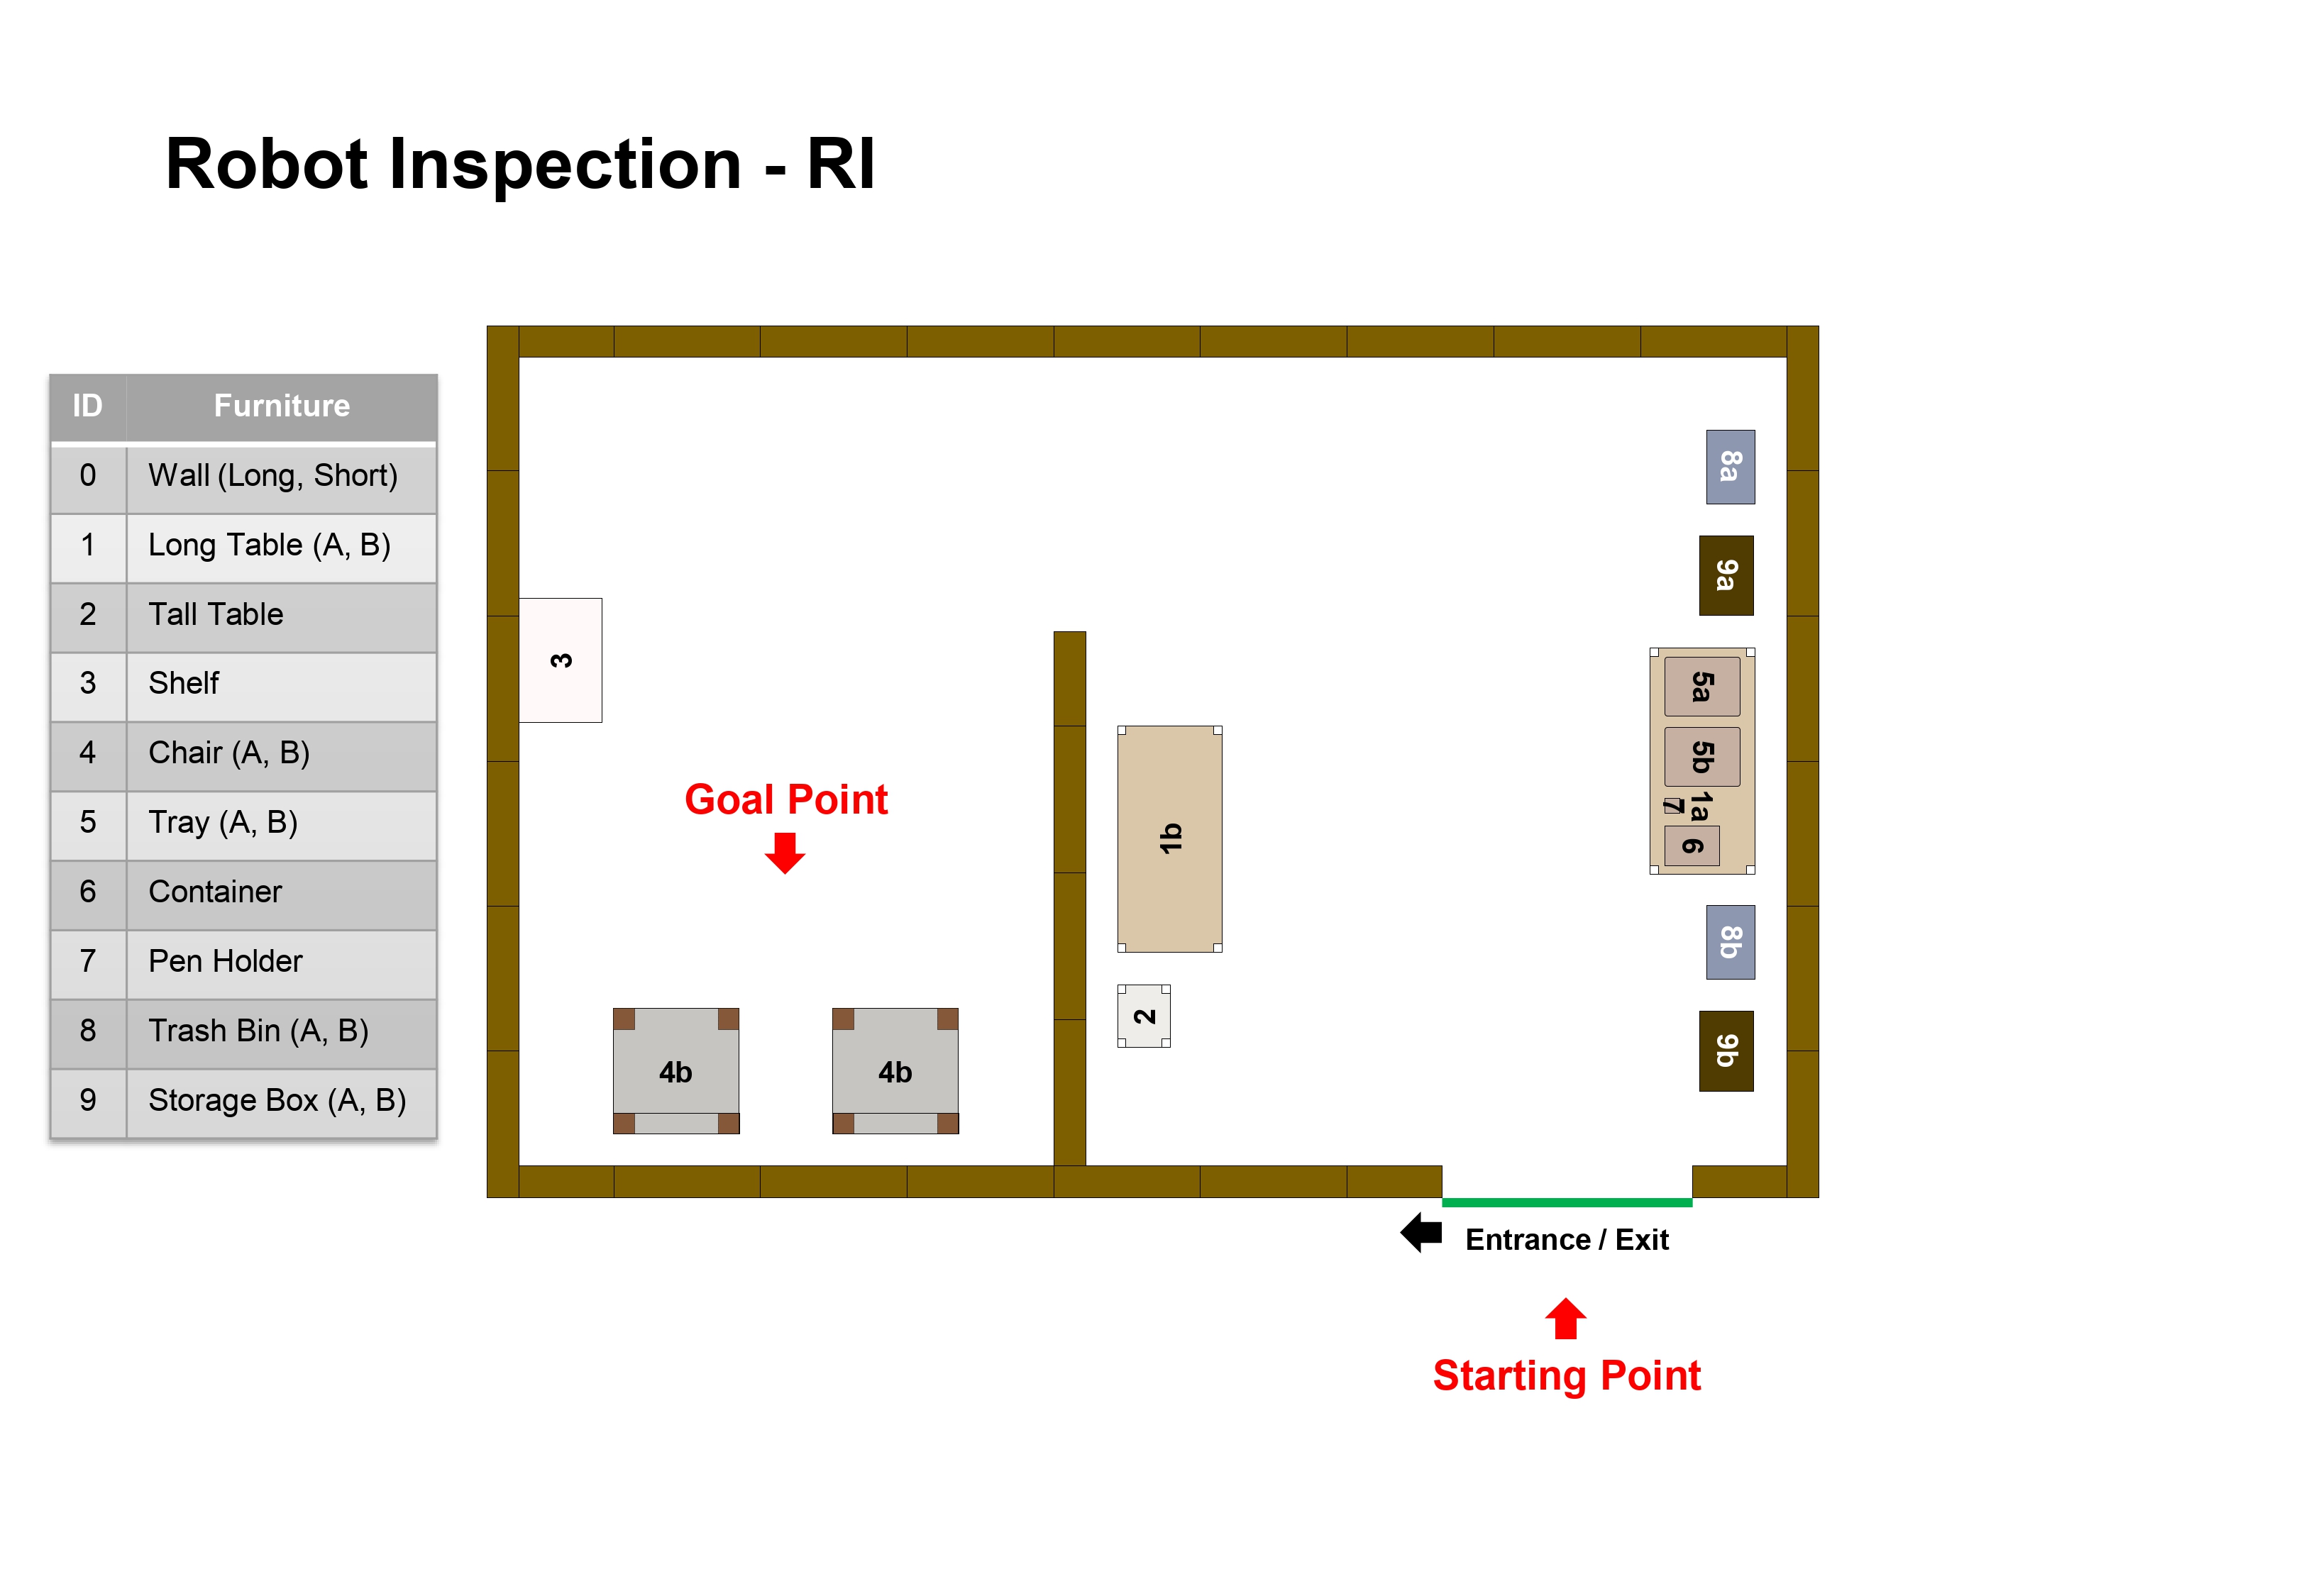 Robot Inspection - RI
ID Furniture
0 Wall (Long, Short)
1 Long Table (A, B)
2 Tall Table
3 Shelf
4 Chair (A, B)
5 Tray (A, B)
6 Container
7 Pen Holder
8 Trash Bin (A, B)
9 Storage Box (A, B)
8a
9a
3
5a
5b
1a
7
6
1b
Goal Point
8b
2
9b
4b
4b
Entrance / Exit
Starting Point